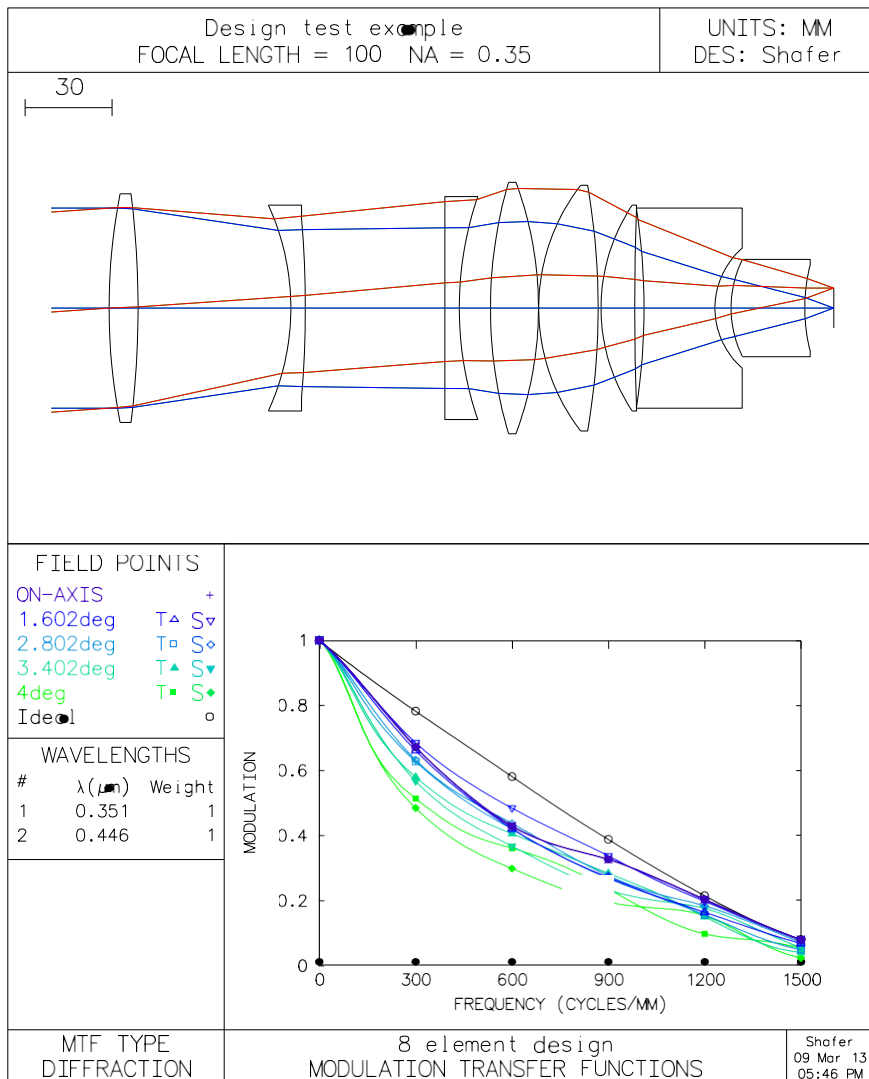 Design test example
FOCAL LENGTH = 100 NA = 0.35
UNITS: MM
DES: Shafer
30
FIELD POINTS
ON-AXIS +
1.602deg T△ S▽
2.802deg T□ S◇
3.402deg T▲ S▼
4deg T■ S◆
Ideal ○
WAVELENGTHS
# λ(μm) Weight
1 0.351 1
2 0.446 1
MODULATION
1
0.8
0.6
0.4
0.2
0
0 300 600 900 1200 1500
FREQUENCY (CYCLES/MM)
MTF TYPE
DIFFRACTION
8 element design
MODULATION TRANSFER FUNCTIONS
Shafer
09 Mar 13
05:46 PM